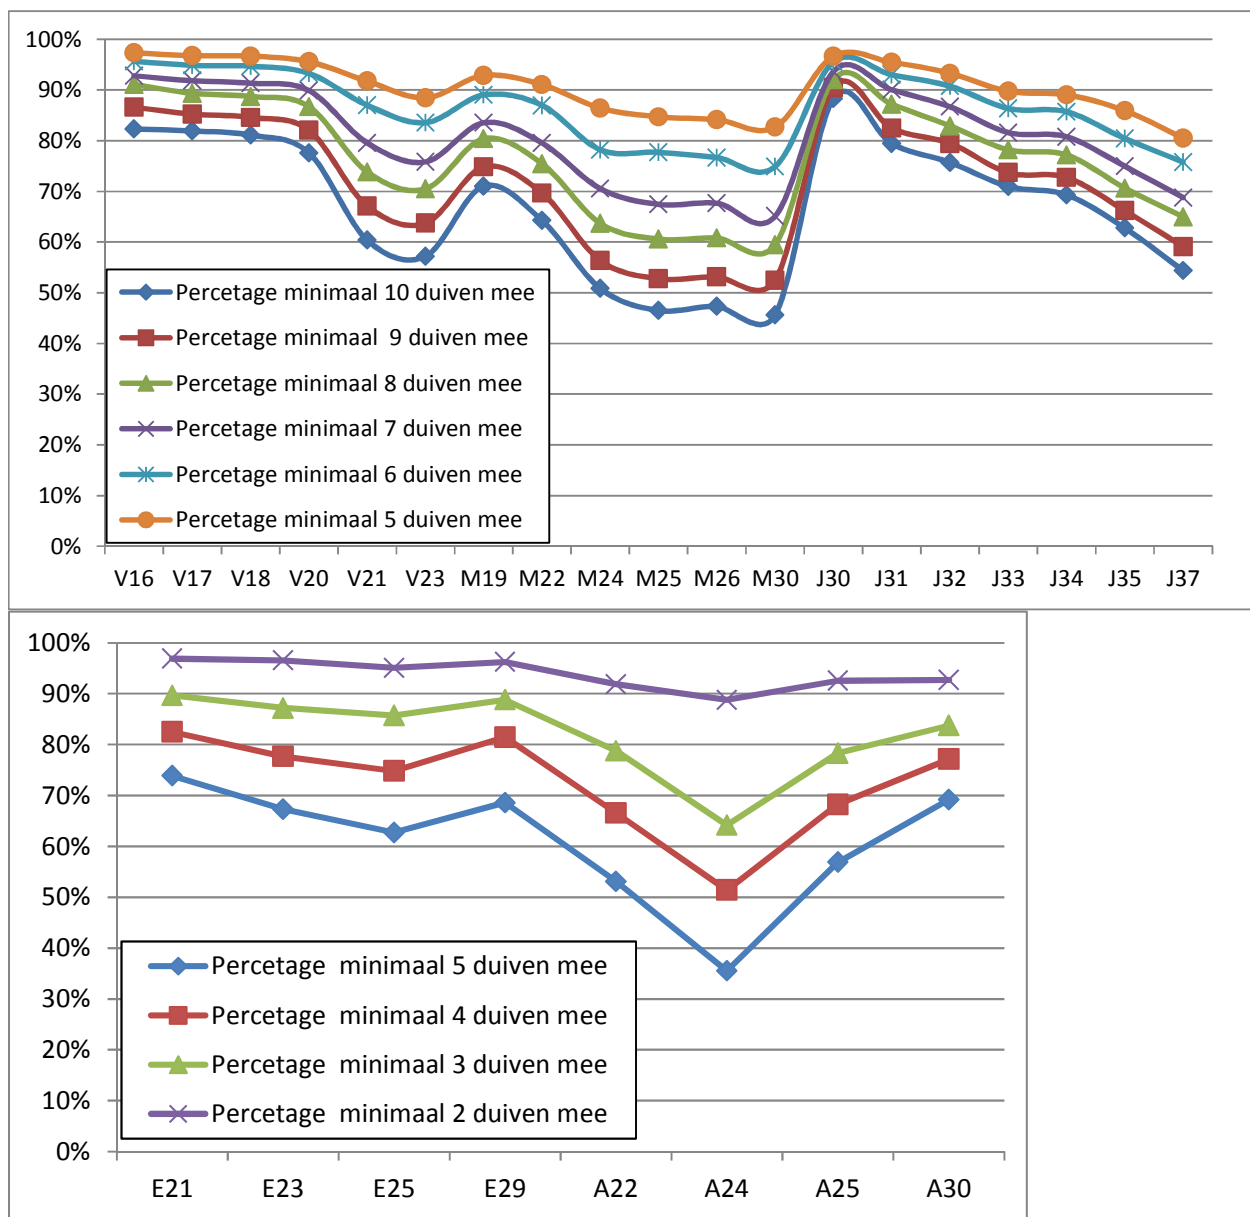 100%
90%
80%
70%
60%
50%
40%
30%
20%
10%
0%
Percetage minimaal 10 duiven mee
Percetage minimaal 9 duiven mee
Percetage minimaal 8 duiven mee
Percetage minimaal 7 duiven mee
Percetage minimaal 6 duiven mee
Percetage minimaal 5 duiven mee
V16 V17 V18 V20 V21 V23 M19 M22 M24 M25 M26 M30 J30 J31 J32 J33 J34 J35 J37
100%
90%
80%
70%
60%
50%
40%
30%
20%
10%
0%
Percetage minimaal 5 duiven mee
Percetage minimaal 4 duiven mee
Percetage minimaal 3 duiven mee
Percetage minimaal 2 duiven mee
E21 E23 E25 E29 A22 A24 A25 A30